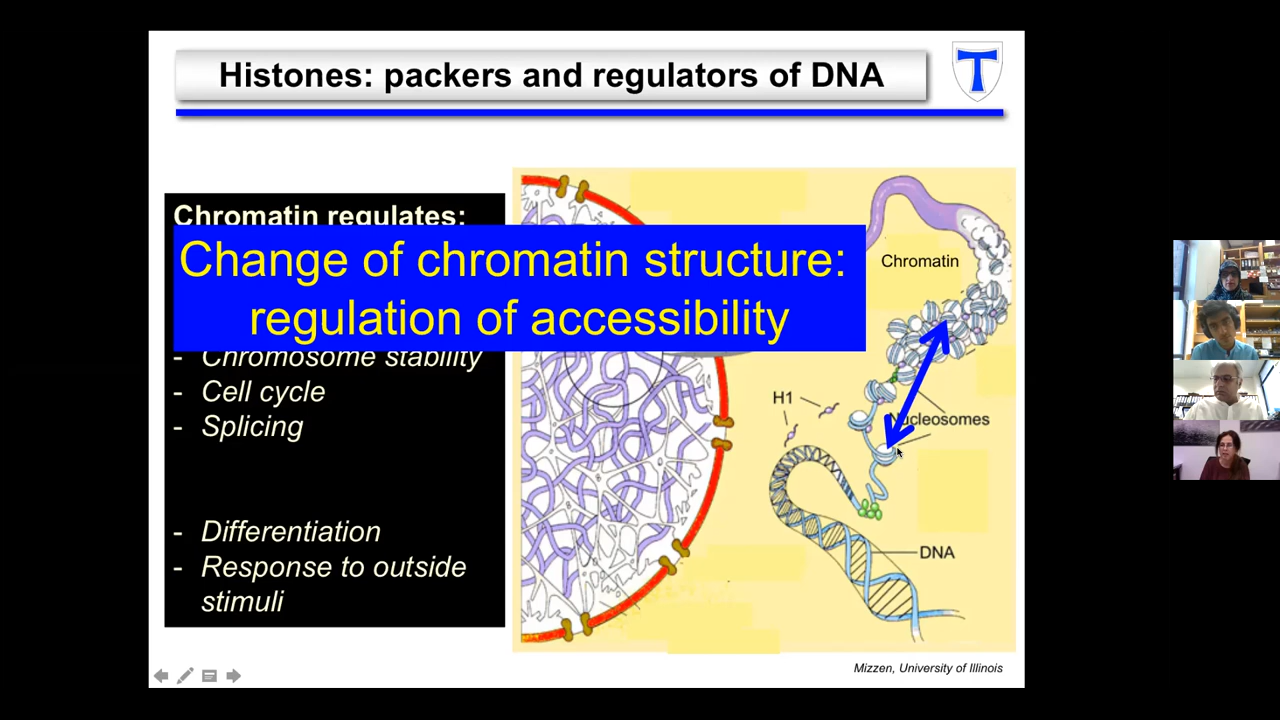 Histones: packers and regulators of DNA
T
Chromatin regulates:
Change of chromatin structure:
regulation of accessibility
- Chromosome stability
- Cell cycle
- Splicing
- Differentiation
- Response to outside
stimuli
Chromatin
H1
Nucleosomes
DNA
Mizzen, University of Illinois